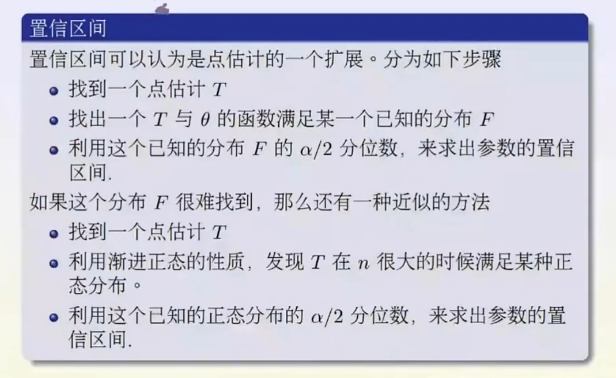 置信区间
置信区间可以认为是点估计的一个扩展。分为如下步骤
找到一个点估计 T
找出一个 T 与 θ 的函数满足某一个已知的分布 F
利用这个已知的分布 F 的 α/2 分位数，来求出参数的置信
区间.
如果这个分布 F 很难找到，那么还有一种近似的方法
找到一个点估计 T
利用渐进正态的性质，发现 T 在 n 很大的时候满足某种正
态分布。
利用这个已知的正态分布的 α/2 分位数，来求出参数的置
信区间.